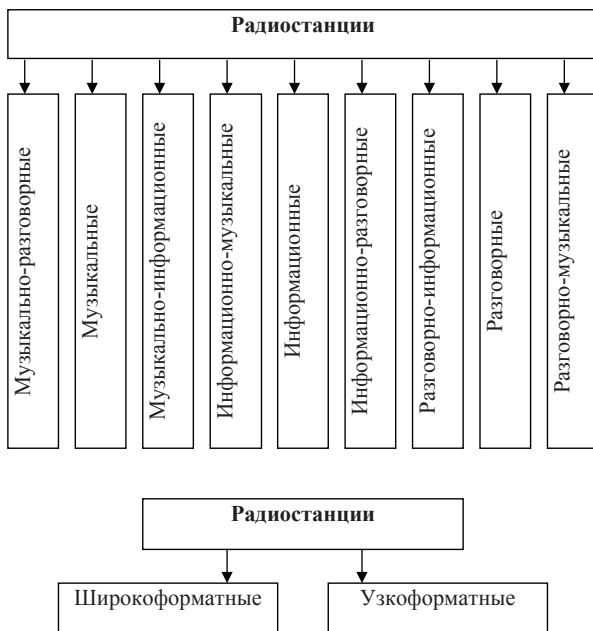 Радиостанции
Музыкально-разговорные
Музыкальные
Музыкально-информационные
Информационно-музыкальные
Информационные
Информационно-разговорные
Разговорно-информационные
Разговорные
Разговорно-музыкальные
Радиостанции
Широкоформатные
Узкоформатные